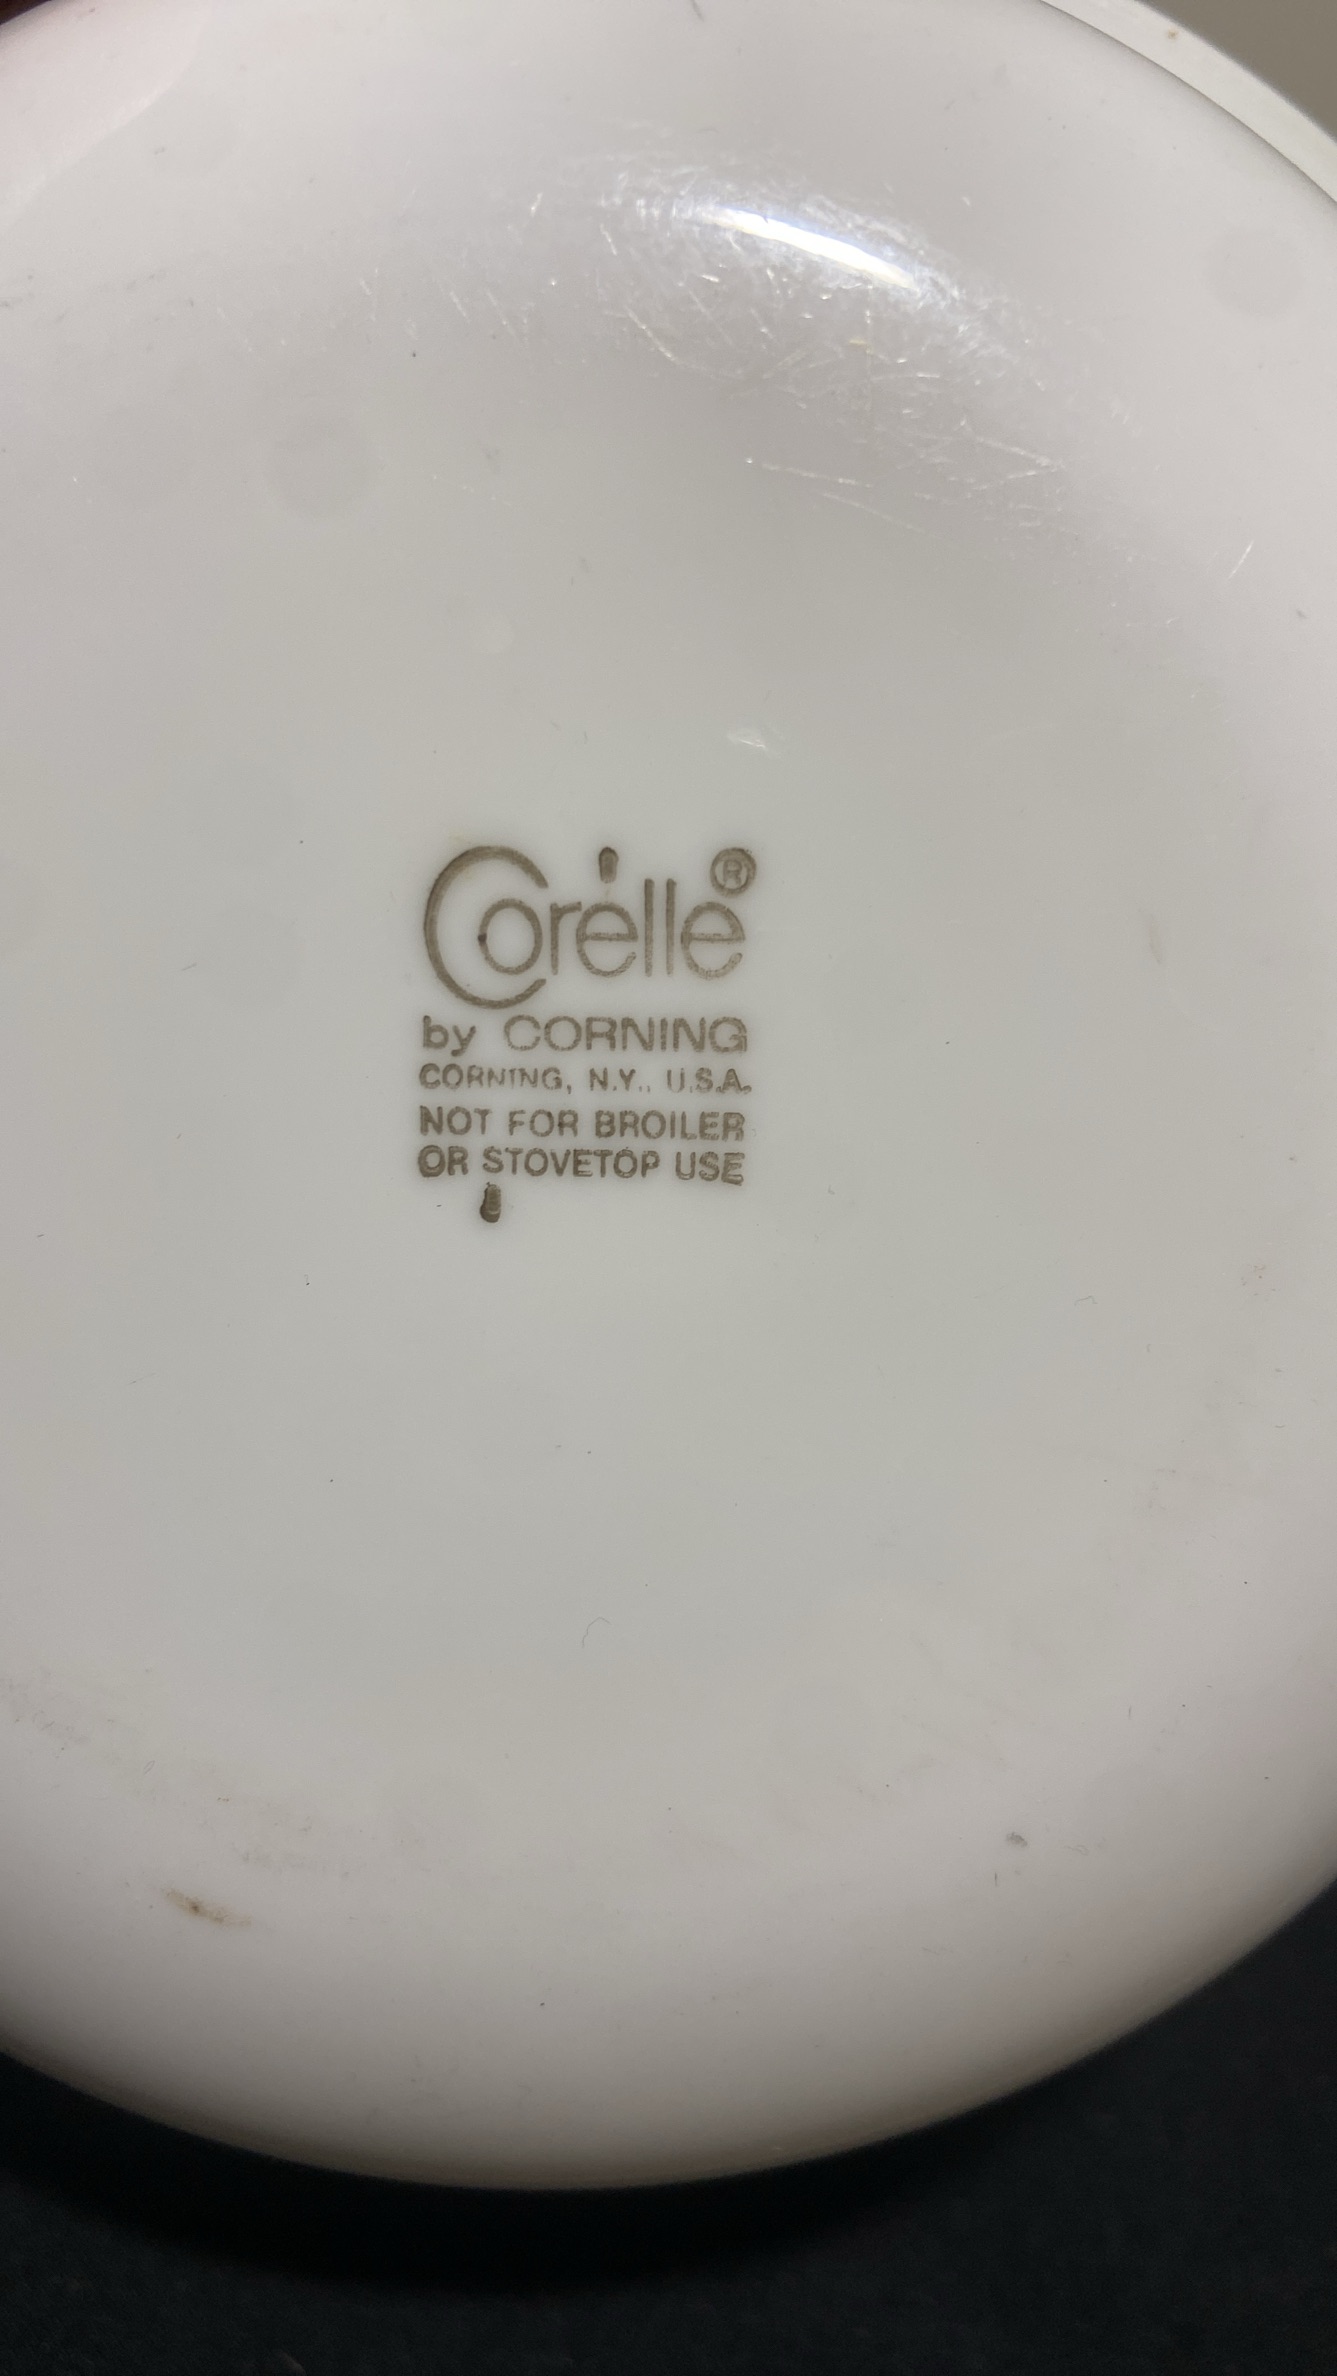 Corelle®
by CORNING
CORNING, N.Y., U.S.A.
NOT FOR BROILER
OR STOVETOP USE